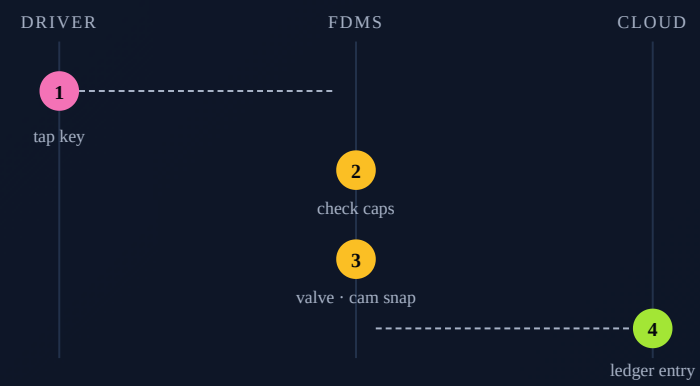 DRIVER FDMS CLOUD
1
tap key
2
check caps
3
valve · cam snap
4
ledger entry